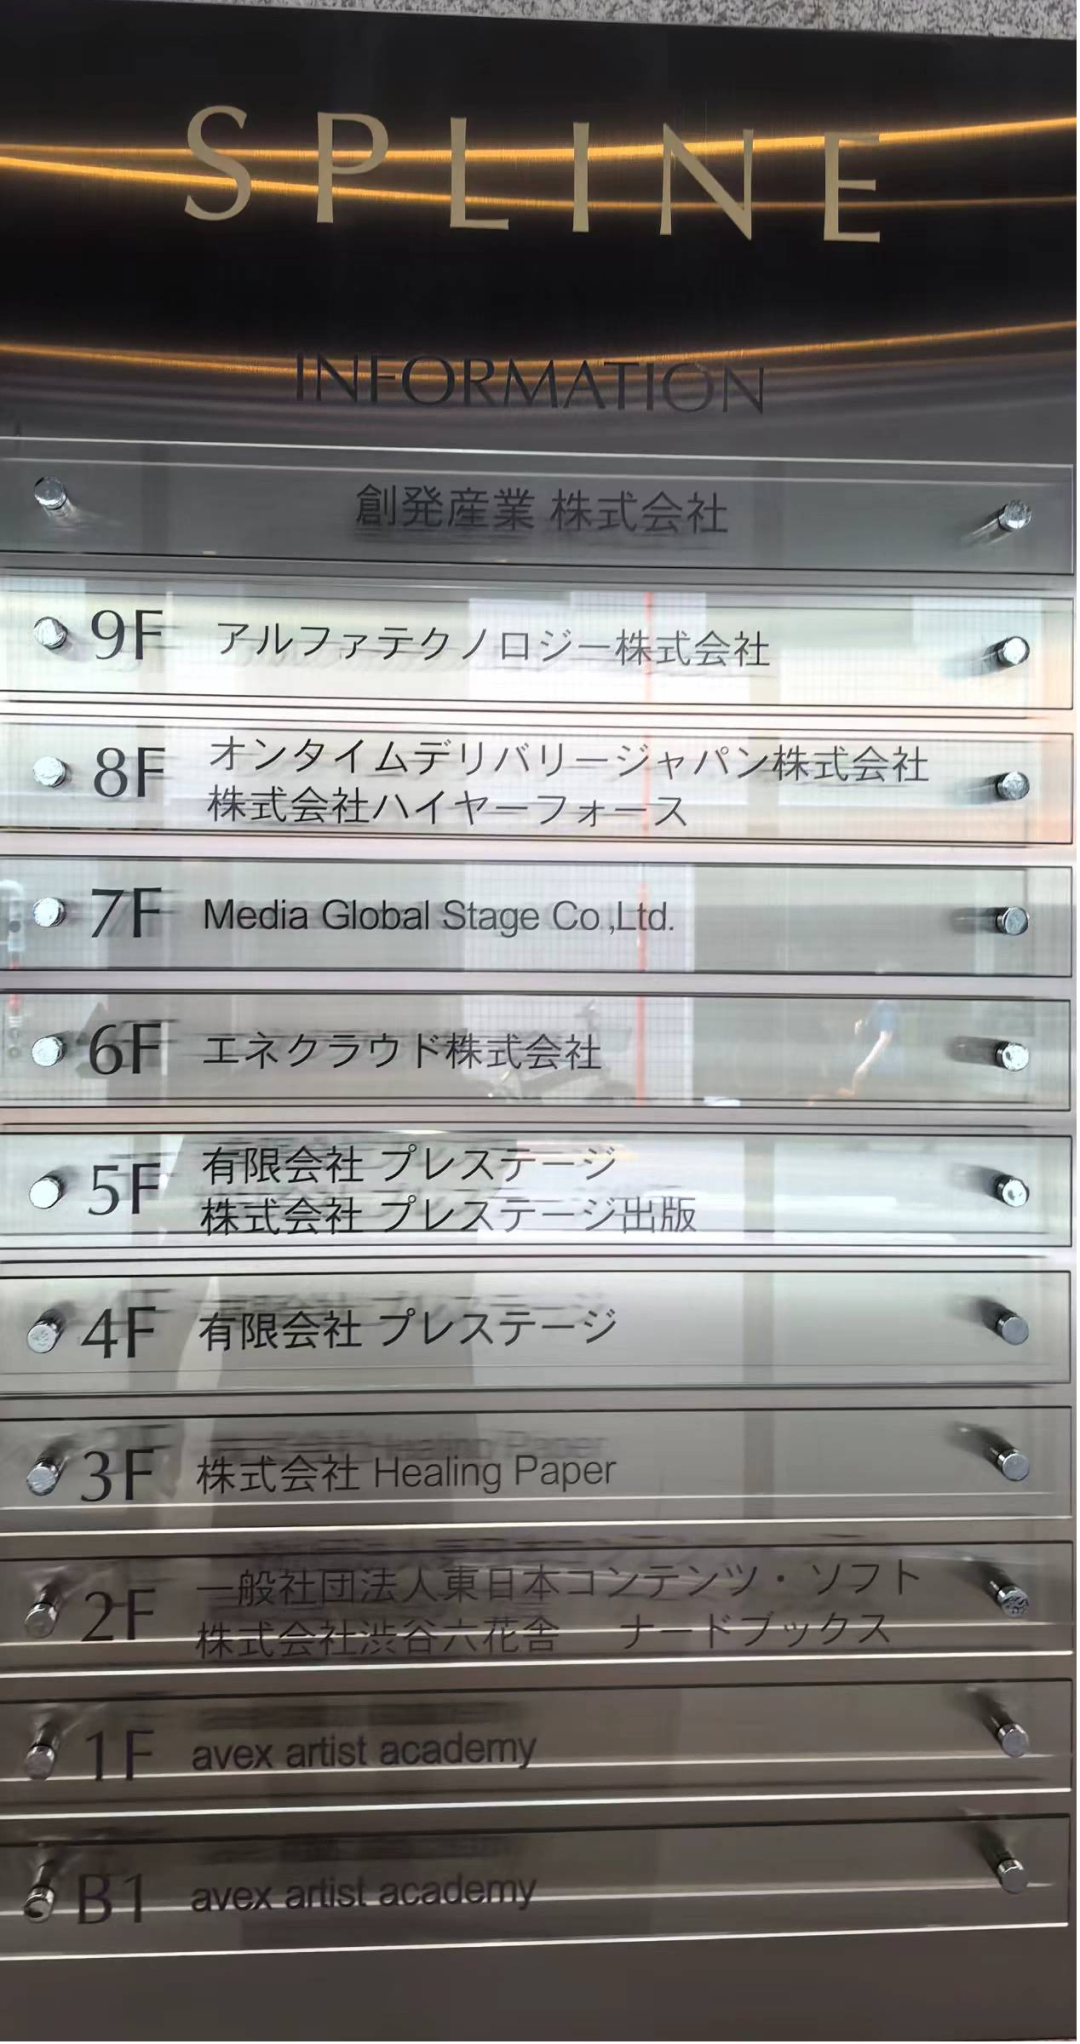 SPLINE
INFORMATION
創発産業 株式会社
9F アルファテクノロジー株式会社
8F オンタイムデリバリージャパン株式会社
株式会社ハイヤーフォース
7F Media Global Stage Co.,Ltd.
6F エネクラウド株式会社
5F 有限会社 プレステージ
株式会社 プレステージ出版
4F 有限会社 プレステージ
3F 株式会社 Healing Paper
2F 一般社団法人東日本コンテンツ・ソフト
株式会社渋谷六花舎 ナードブックス
1F avex artist academy
B1 avex artist academy